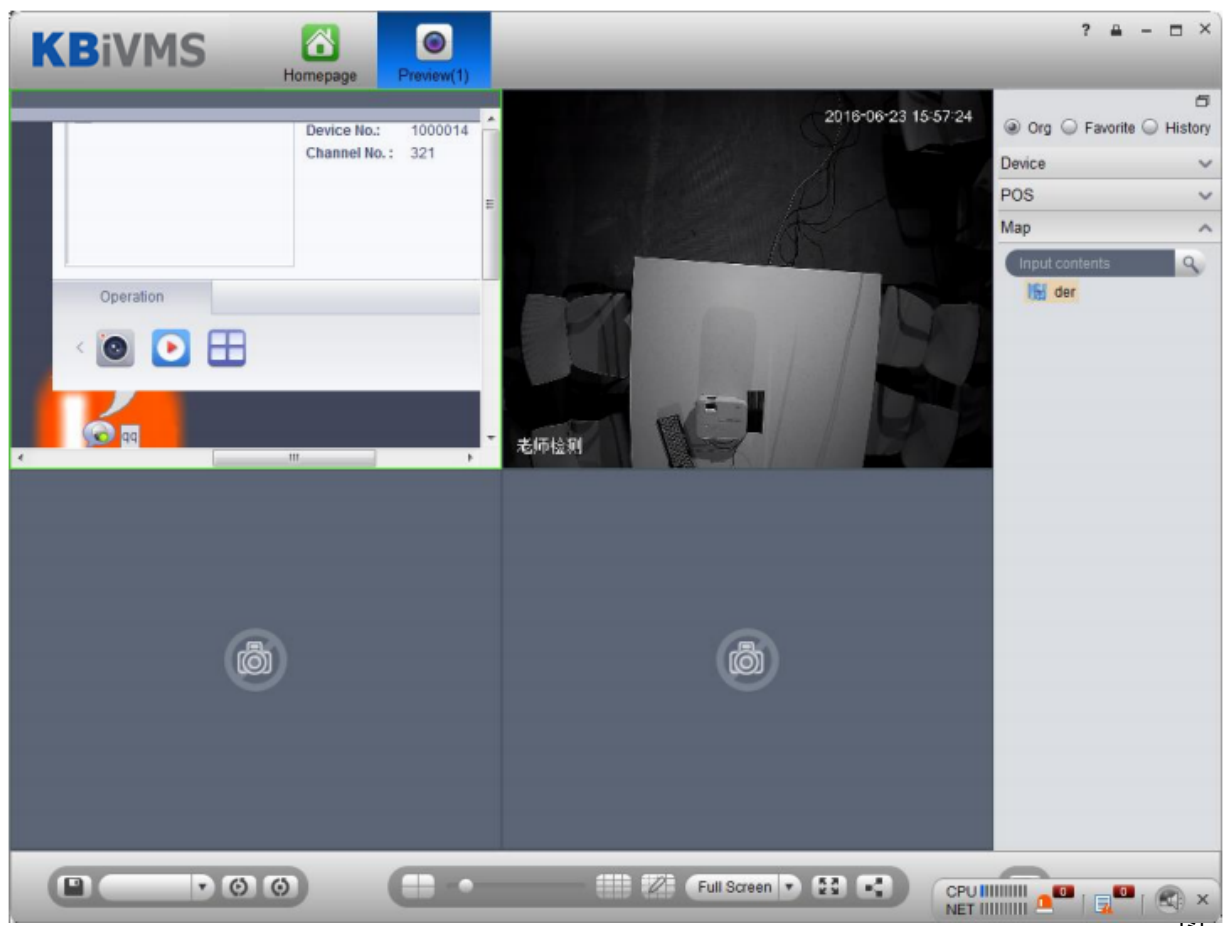 KBiVMS
Homepage
Preview(1)
?
Device No.: 1000014
Channel No.: 321
Operation
qq
2016-06-23 15:57:24
老师检测
Org Favorite History
Device
POS
Map
Input contents
der
Full Screen
CPU
NET
0
0